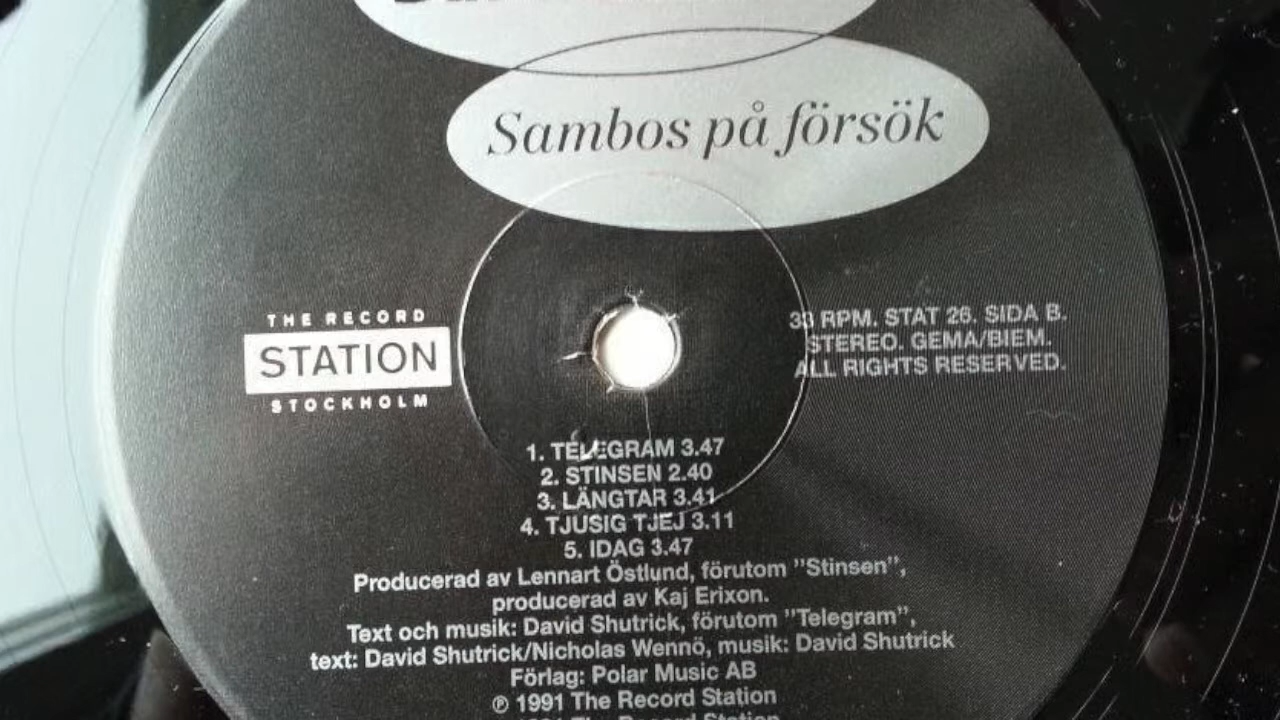 Sambos på försök
THE RECORD
STATION
STOCKHOLM
33 RPM. STAT 26. SIDA B.
STEREO. GEMA/BIEM.
ALL RIGHTS RESERVED.
1. TELEGRAM 3.47
2. STINSEN 2.40
3. LÄNGTAR 3.41
4. TJUSIG TJEJ 3.11
5. IDAG 3.47
Producerad av Lennart Östlund, förutom ”Stinsen”,
producerad av Kaj Erixon.
Text och musik: David Shutrick, förutom ”Telegram”,
text: David Shutrick/Nicholas Wennö, musik: David Shutrick
Förlag: Polar Music AB
℗ 1991 The Record Station